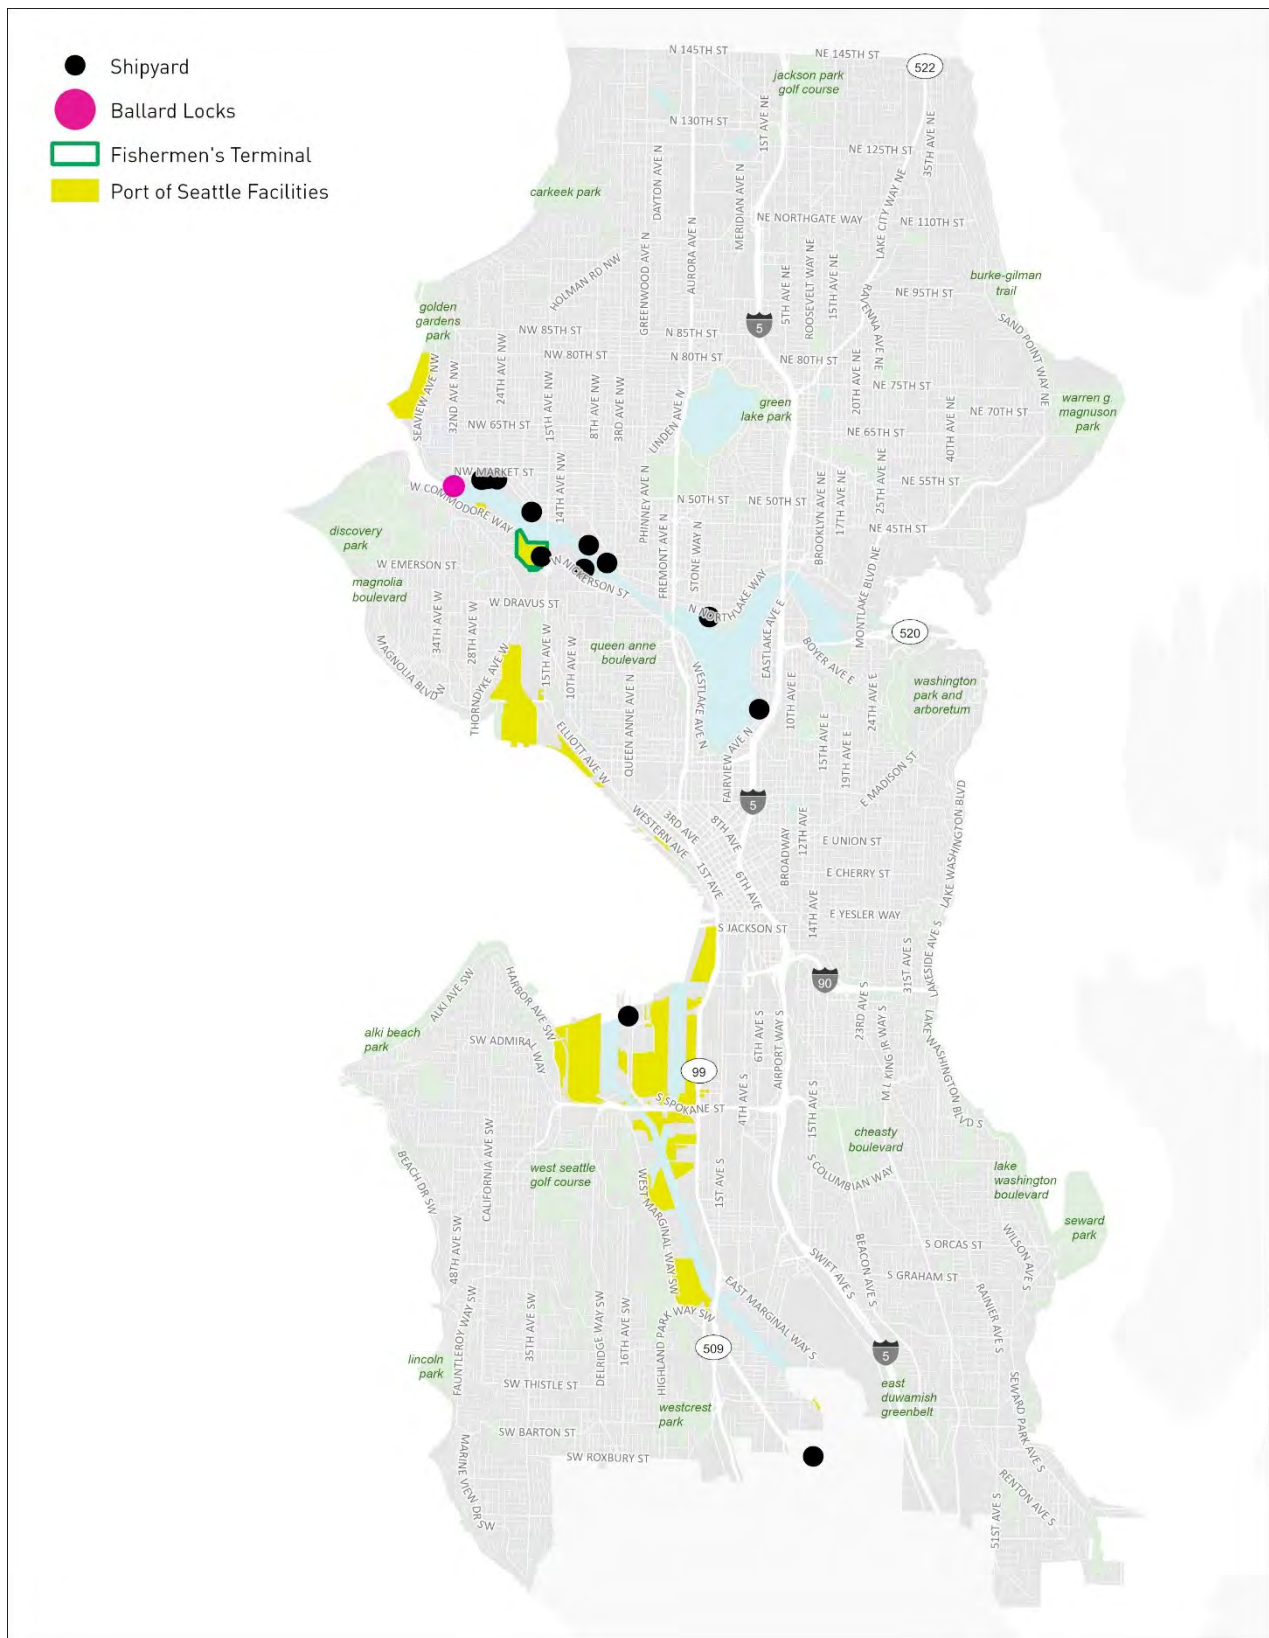 Shipyard
Ballard Locks
Fishermen's Terminal
Port of Seattle Facilities
N 145TH ST
NE 145TH ST
522
jackson park
golf course
1ST AVE NE
N 130TH ST
35TH AVE NE
NE 125TH ST
DAYTON AVE N
MERIDIAN AVE N
carkeek park
LAKE CITY WAY NE
NE NORTHGATE WAY
NE 110TH ST
AURORA AVE N
GREENWOOD AVE N
HOLMAN RD NW
5TH AVE NE
ROOSEVELT WAY NE
15TH AVE NE
RAVENNA AVE NE
NE 95TH ST
burke-gilman
trail
golden
gardens
park
SAND POINT WAY NE
5
NW 85TH ST
N 85TH ST
NW 80TH ST
N 80TH ST
NE 80TH ST
SEAVIEW AVE NW
32ND AVE NW
24TH AVE NW
15TH AVE NW
8TH AVE NW
3RD AVE NW
20TH AVE NE
NE 75TH ST
warren g.
magnuson
park
green
lake park
LINDEN AVE N
NE 70TH ST
40TH AVE NE
NW 65TH ST
NE 65TH ST
NW MARKET ST
W COMMODORE WAY
14TH AVE NW
PHINNEY AVE N
BROOKLYN AVE NE
17TH AVE NE
25TH AVE NE
NE 55TH ST
N 50TH ST
NE 50TH ST
FREMONT AVE N
STONE WAY N
NE 45TH ST
discovery
park
W EMERSON ST
N NICKERSON ST
MONTLAKE BLVD NE
magnolia
boulevard
N NORTHLAKE WAY
W DRAVUS ST
34TH AVE W
28TH AVE W
EASTLAKE AVE E
520
BOYER AVE E
queen anne
boulevard
MAGNOLIA BLVD W
THORNDYKE AVE W
15TH AVE W
10TH AVE W
QUEEN ANNE AVE N
WESTLAKE AVE N
10TH AVE E
24TH AVE E
washington
park and
arboretum
15TH AVE E
19TH AVE E
ELLIOTT AVE W
FAIRVIEW AVE N
E MADISON ST
5
LAKE WASHINGTON BLVD
WESTERN AVE
3RD AVE
8TH AVE
12TH AVE
BROADWAY
E UNION ST
1ST AVE
6TH AVE
E CHERRY ST
14TH AVE
E YESLER WAY
S JACKSON ST
31ST AVE S
LAKESIDE AVE S
ALKI AVE SW
HARBOR AVE SW
90
alki beach
park
SW ADMIRAL WAY
6TH AVE S
AIRPORT WAY S
23RD AVE S
M L KING JR WAY S
LAKE WASHINGTON BLVD S
99
S SPOKANE ST
4TH AVE S
15TH AVE S
CALIFORNIA AVE SW
cheasty
boulevard
BEACH DR SW
west seattle
golf course
WEST MARGINAL WAY SW
1ST AVE S
S COLUMBIAN WAY
lake
washington
boulevard
48TH AVE SW
seward
park
S ORCAS ST
WILSON AVE S
SWIFT AVE S
BEACON AVE S
S GRAHAM ST
EAST MARGINAL WAY S
RAINIER AVE S
35TH AVE SW
DELRIDGE WAY SW
16TH AVE SW
HIGHLAND PARK WAY SW
509
5
FAUNTLEROY WAY SW
lincoln
park
SW THISTLE ST
westcrest
park
east
duwamish
greenbelt
SEWARD PARK AVE S
SW BARTON ST
SW ROXBURY ST
MARINE VIEW DR SW
RENTON AVE S
51ST AVE S